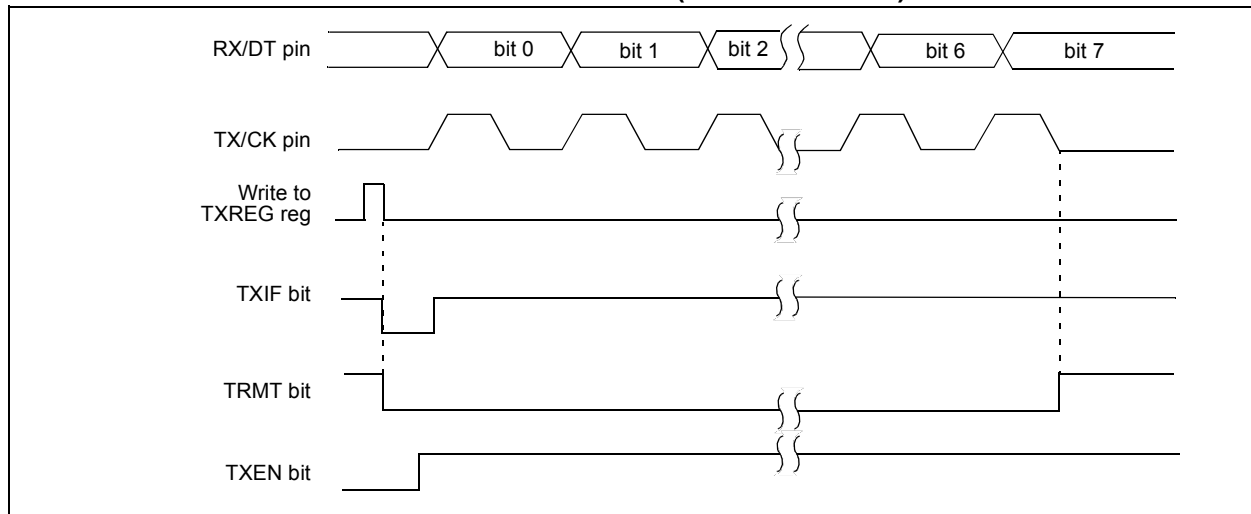 RX/DT pin
bit 0
bit 1
bit 2
bit 6
bit 7
TX/CK pin
Write to
TXREG reg
TXIF bit
TRMT bit
TXEN bit